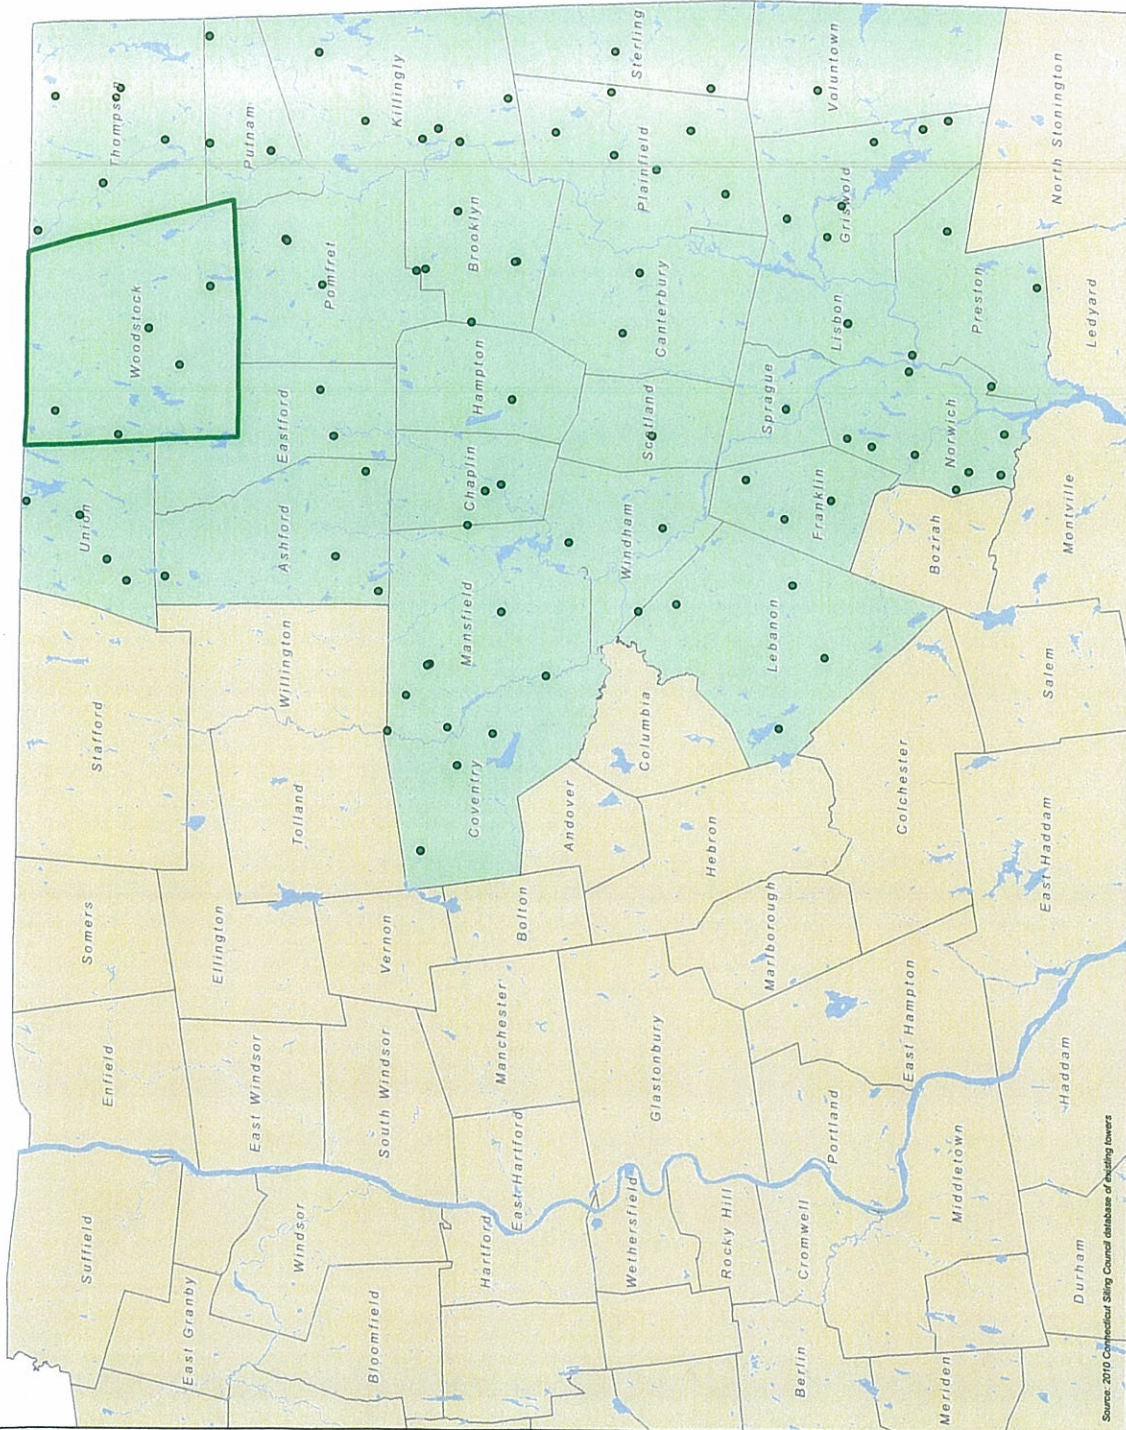 Suffield
Enfield
Somers
Stafford
Union
Woodstock
Thompson
East Granby
Windsor
East Windsor
Ellington
Tolland
Willington
Ashford
Eastford
Pomfret
Putnam
Killingly
Bloomfield
Hartford
East Hartford
South Windsor
Manchester
Vernon
Bolton
Coventry
Mansfield
Chaplin
Hampton
Brooklyn
Plainfield
Sterling
Wethersfield
Rocky Hill
Glastonbury
Hebron
Andover
Columbia
Windham
Scotland
Canterbury
Berlin
Cromwell
Portland
Marlborough
Lebanon
Franklin
Sprague
Lisbon
Griswold
Voluntown
Meriden
Middletown
East Hampton
Colchester
Bozrah
Norwich
Preston
North Stonington
Durham
Haddam
East Haddam
Salem
Montville
Ledyard
Source: 2010 Connecticut Siting Council database of existing towers